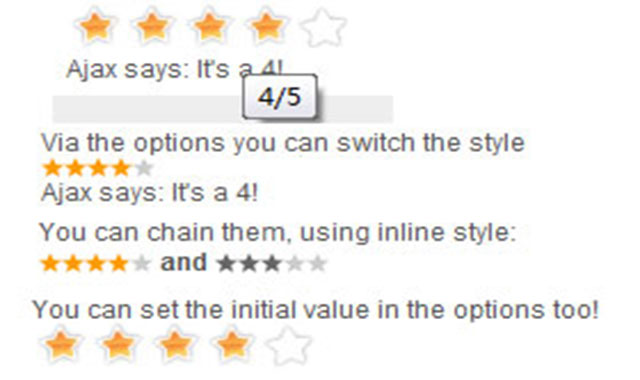 Ajax says: It's a 4!
4/5
Via the options you can switch the style
Ajax says: It's a 4!
You can chain them, using inline style:
and
You can set the initial value in the options too!